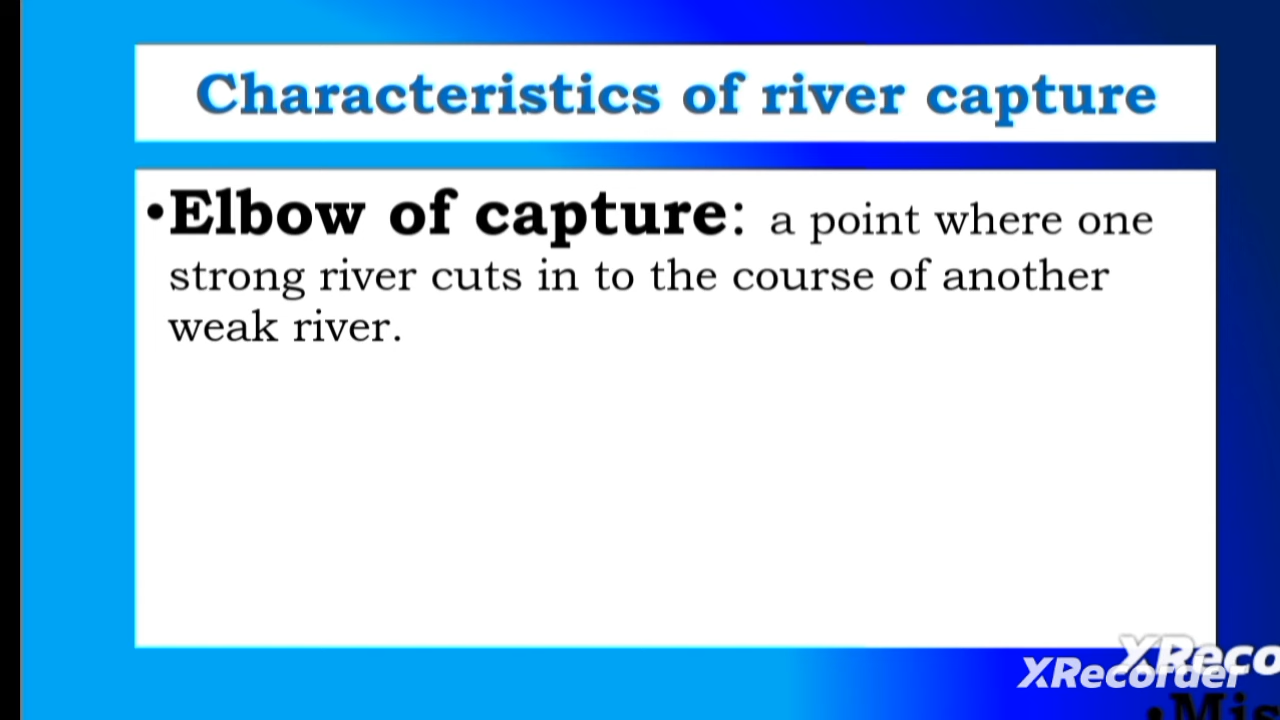 Characteristics of river capture
•Elbow of capture: a point where one
strong river cuts in to the course of another
weak river.
XRecorder